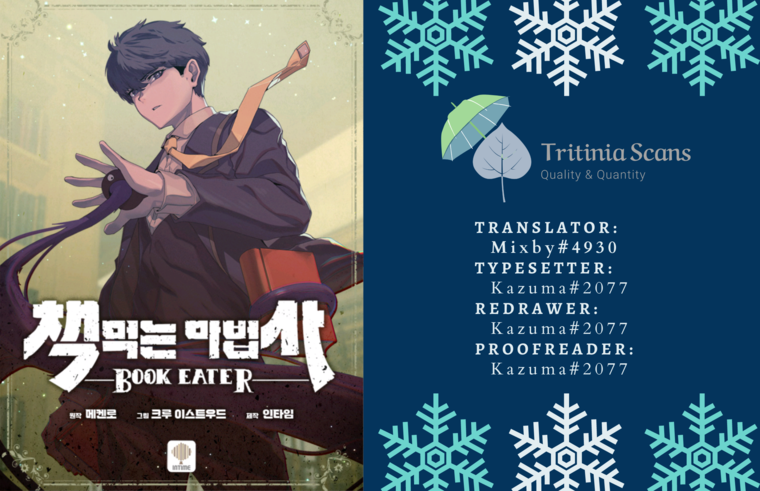 책먹는 마법사
BOOK EATER
원작 메켄로 그림 크루 이스트우드 제작 인타임
INTIME
Tritinia Scans
Quality & Quantity
TRANSLATOR:
Mixby#4930
TYPESETTER:
Kazuma#2077
REDRAWER:
Kazuma#2077
PROOFREADER:
Kazuma#2077